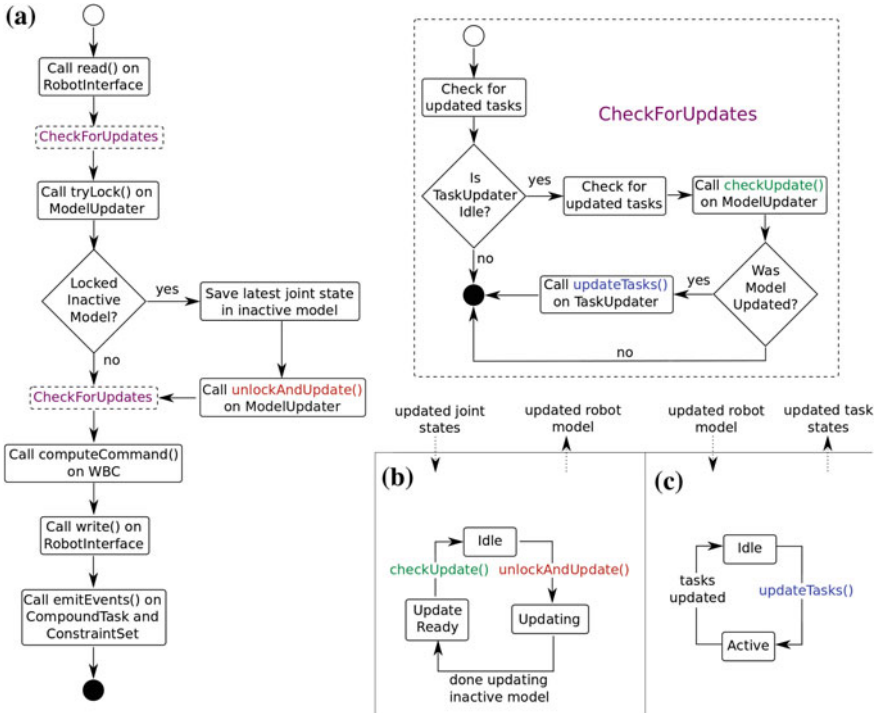 (a)
Call read() on
RobotInterface
CheckForUpdates
Call tryLock() on
ModelUpdater
Locked
Inactive
Model?
yes
Save latest joint state
in inactive model
no
Call unlockAndUpdate()
on ModelUpdater
CheckForUpdates
Call computeCommand()
on WBC
Call write() on
RobotInterface
Call emitEvents() on
CompoundTask and
ConstraintSet
Check for
updated tasks
CheckForUpdates
Is
TaskUpdater
Idle?
yes
Check for
updated tasks
Call checkUpdate()
on ModelUpdater
no
Call updateTasks()
on TaskUpdater
yes
Was
Model
Updated?
no
updated joint
states
updated robot
model
updated robot
model
updated task
states
(b)
Idle
checkUpdate()
unlockAndUpdate()
Update
Ready
Updating
done updating
inactive model
(c)
Idle
tasks
updated
updateTasks()
Active